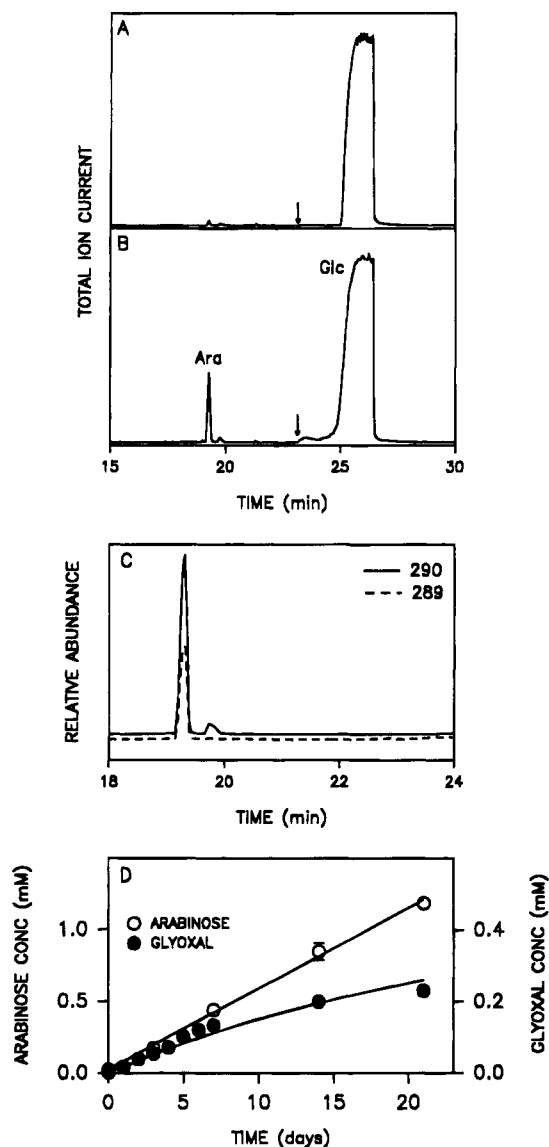 A
TOTAL ION CURRENT
B
Glc
Ara
15 20 25 30
TIME (min)
C
290
289
RELATIVE ABUNDANCE
18 20 22 24
TIME (min)
D
ARABINOSE
GLYOXAL
ARABINOSE CONC (mM)
1.0
0.5
0.0
GLYOXAL CONC (mM)
0.4
0.2
0.0
0 5 10 15 20
TIME (days)